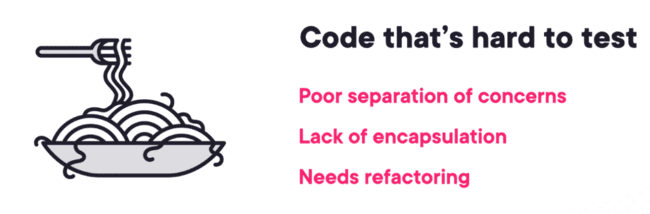 Code that's hard to test
Poor separation of concerns
Lack of encapsulation
Needs refactoring